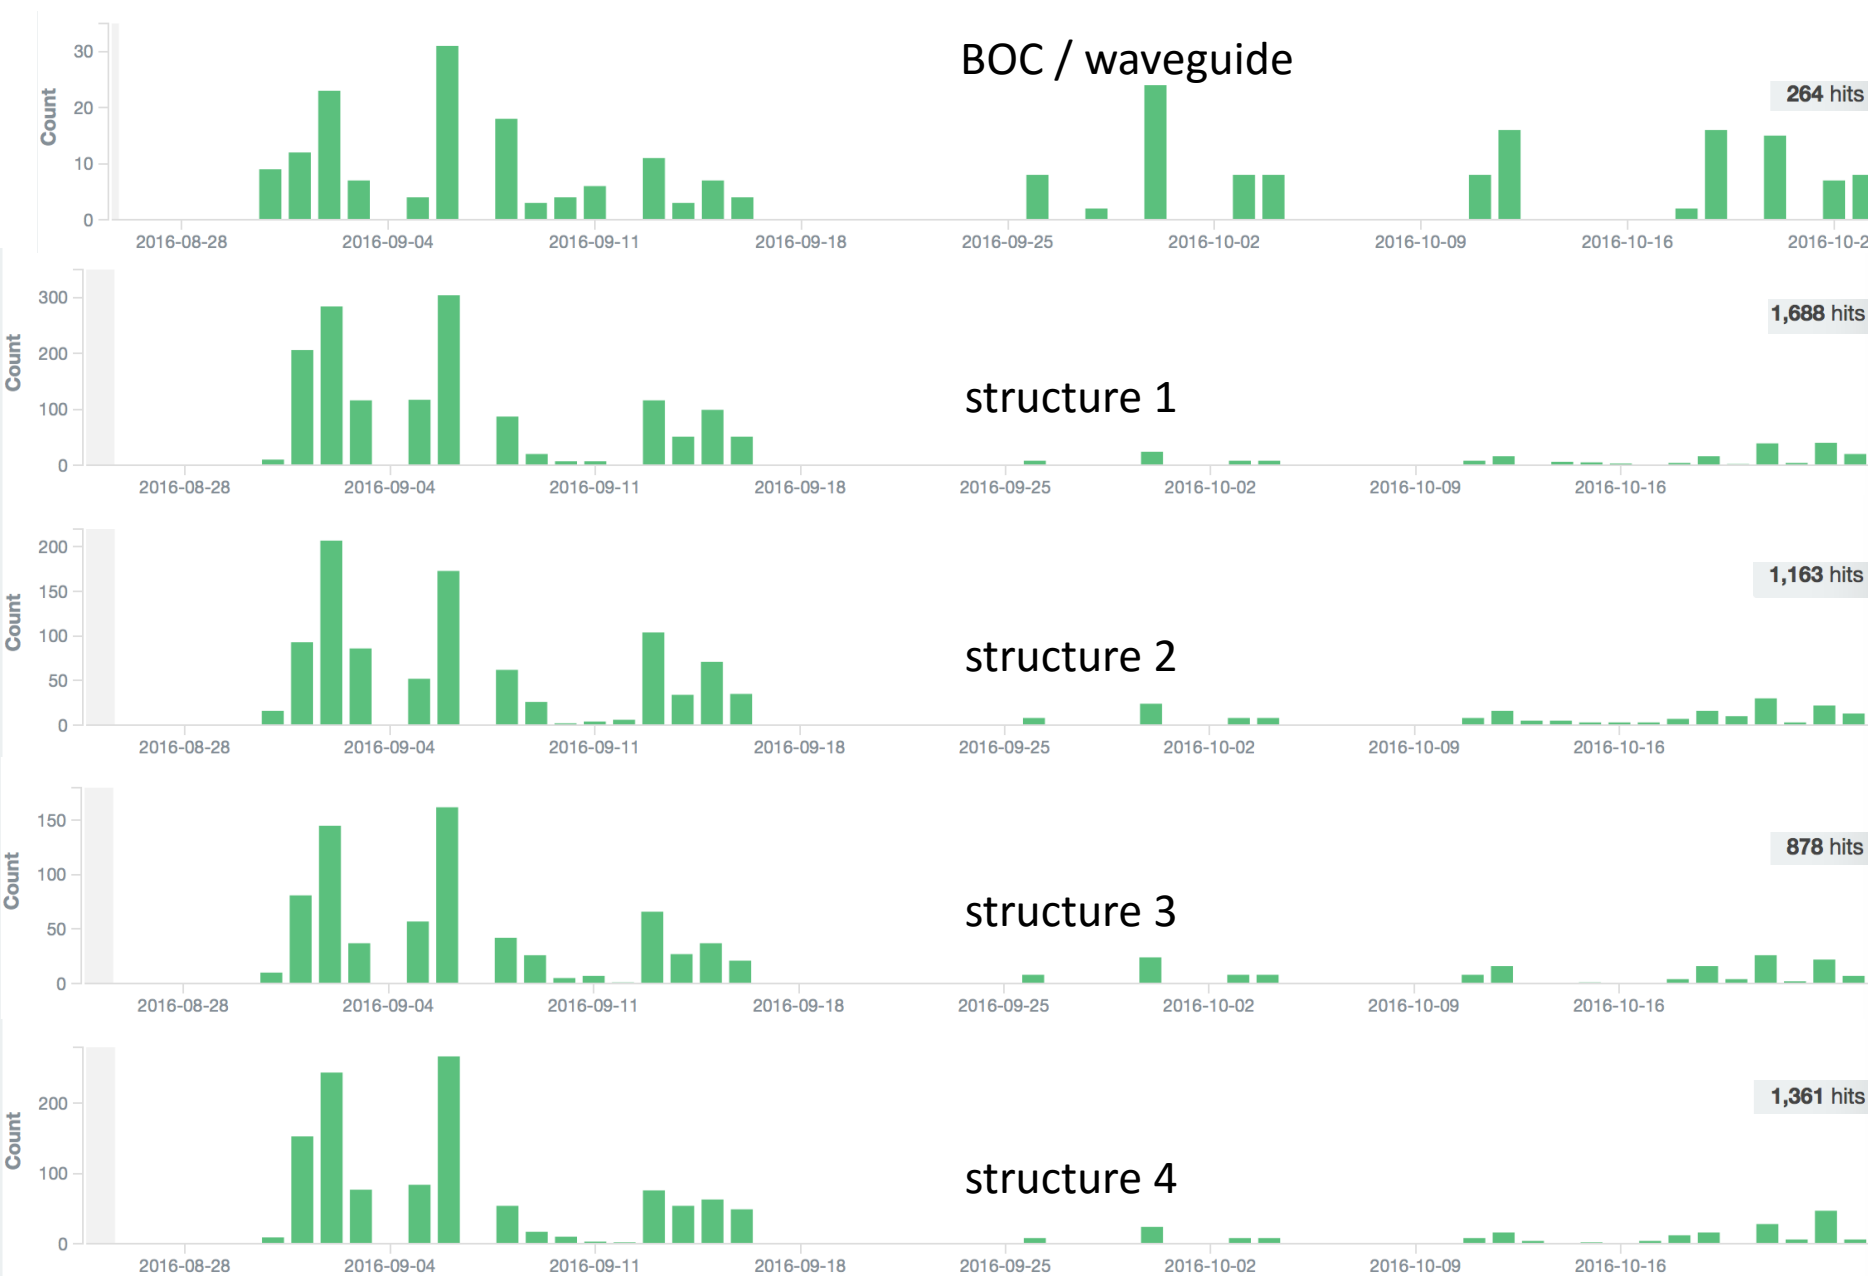 BOC / waveguide
264 hits
Count
30
20
10
0
2016-08-28 2016-09-04 2016-09-11 2016-09-18 2016-09-25 2016-10-02 2016-10-09 2016-10-16 2016-10-2
1,688 hits
structure 1
Count
300
200
100
0
2016-08-28 2016-09-04 2016-09-11 2016-09-18 2016-09-25 2016-10-02 2016-10-09 2016-10-16
1,163 hits
structure 2
Count
200
150
100
50
0
2016-08-28 2016-09-04 2016-09-11 2016-09-18 2016-09-25 2016-10-02 2016-10-09 2016-10-16
878 hits
structure 3
Count
150
100
50
0
2016-08-28 2016-09-04 2016-09-11 2016-09-18 2016-09-25 2016-10-02 2016-10-09 2016-10-16
1,361 hits
structure 4
Count
200
100
0
2016-08-28 2016-09-04 2016-09-11 2016-09-18 2016-09-25 2016-10-02 2016-10-09 2016-10-16